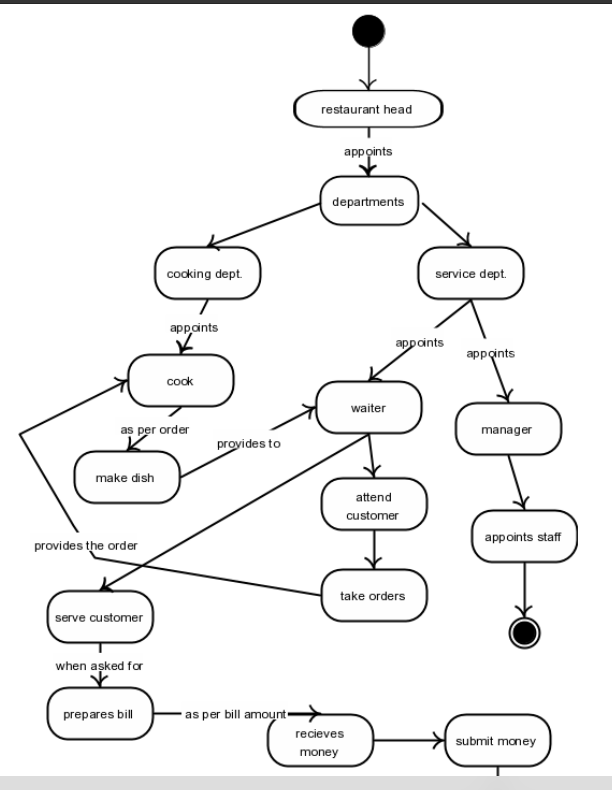 restaurant head
appoints
departments
cooking dept.
service dept.
appoints
appoints
appoints
cook
waiter
manager
as per order
provides to
make dish
attend
customer
appoints staff
provides the order
take orders
serve customer
when asked for
prepares bill
as per bill amount
recieves
money
submit money